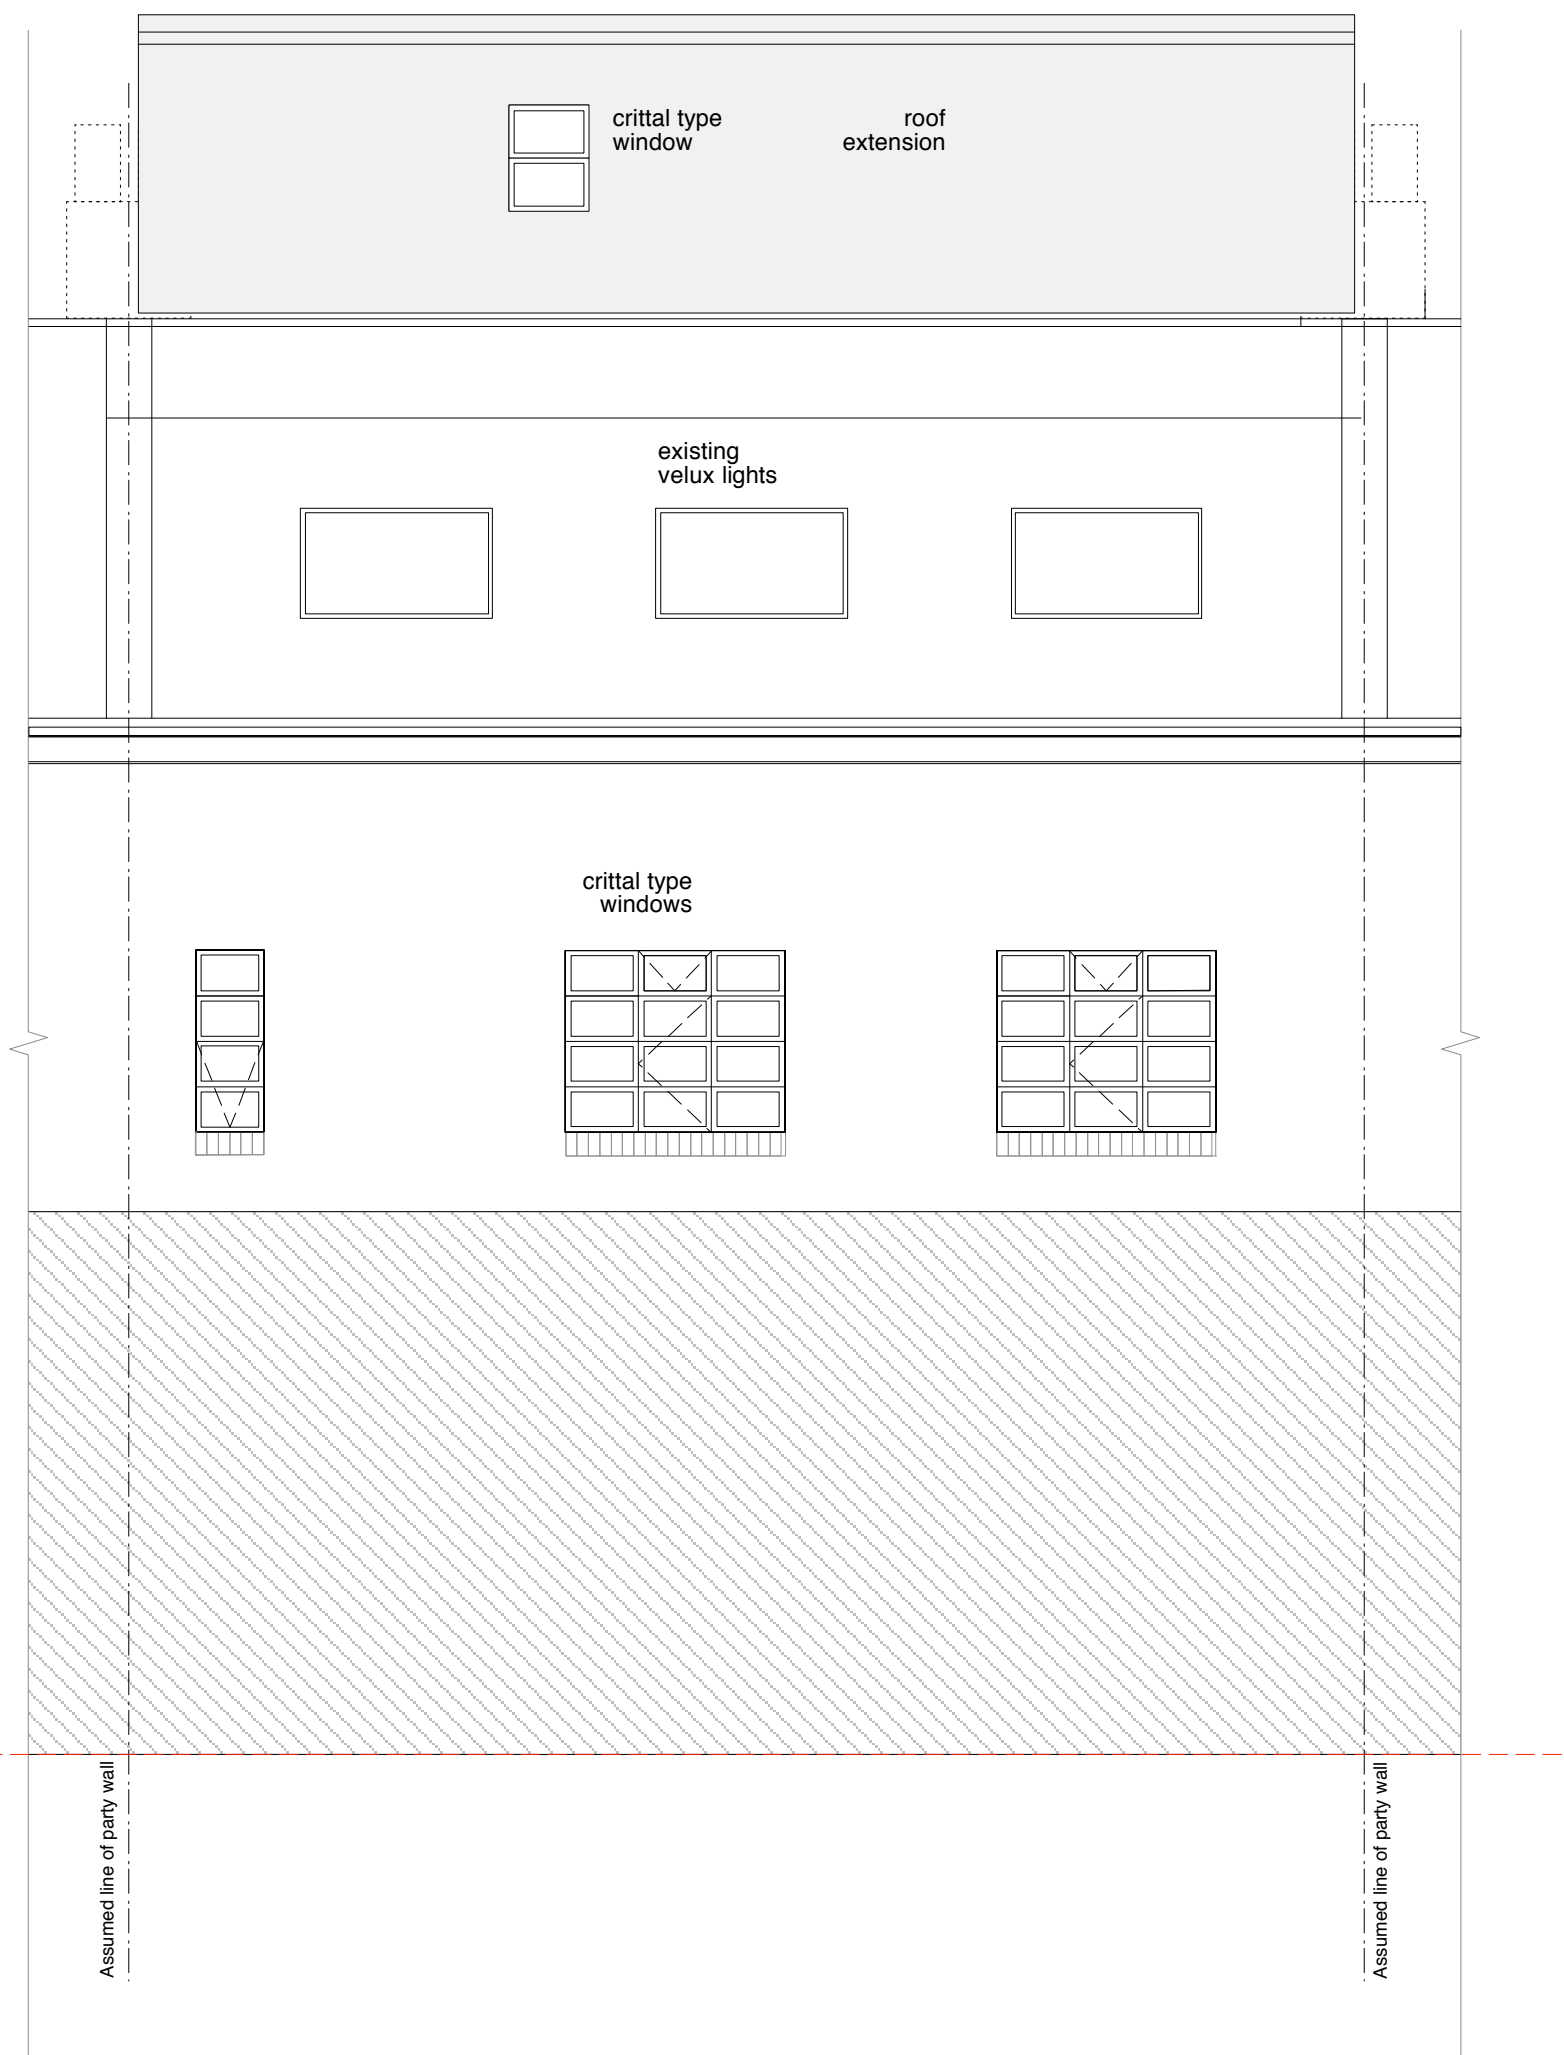 crittal type
window
roof
extension
existing
velux lights
crittal type
windows
Assumed line of party wall
Assumed line of party wall